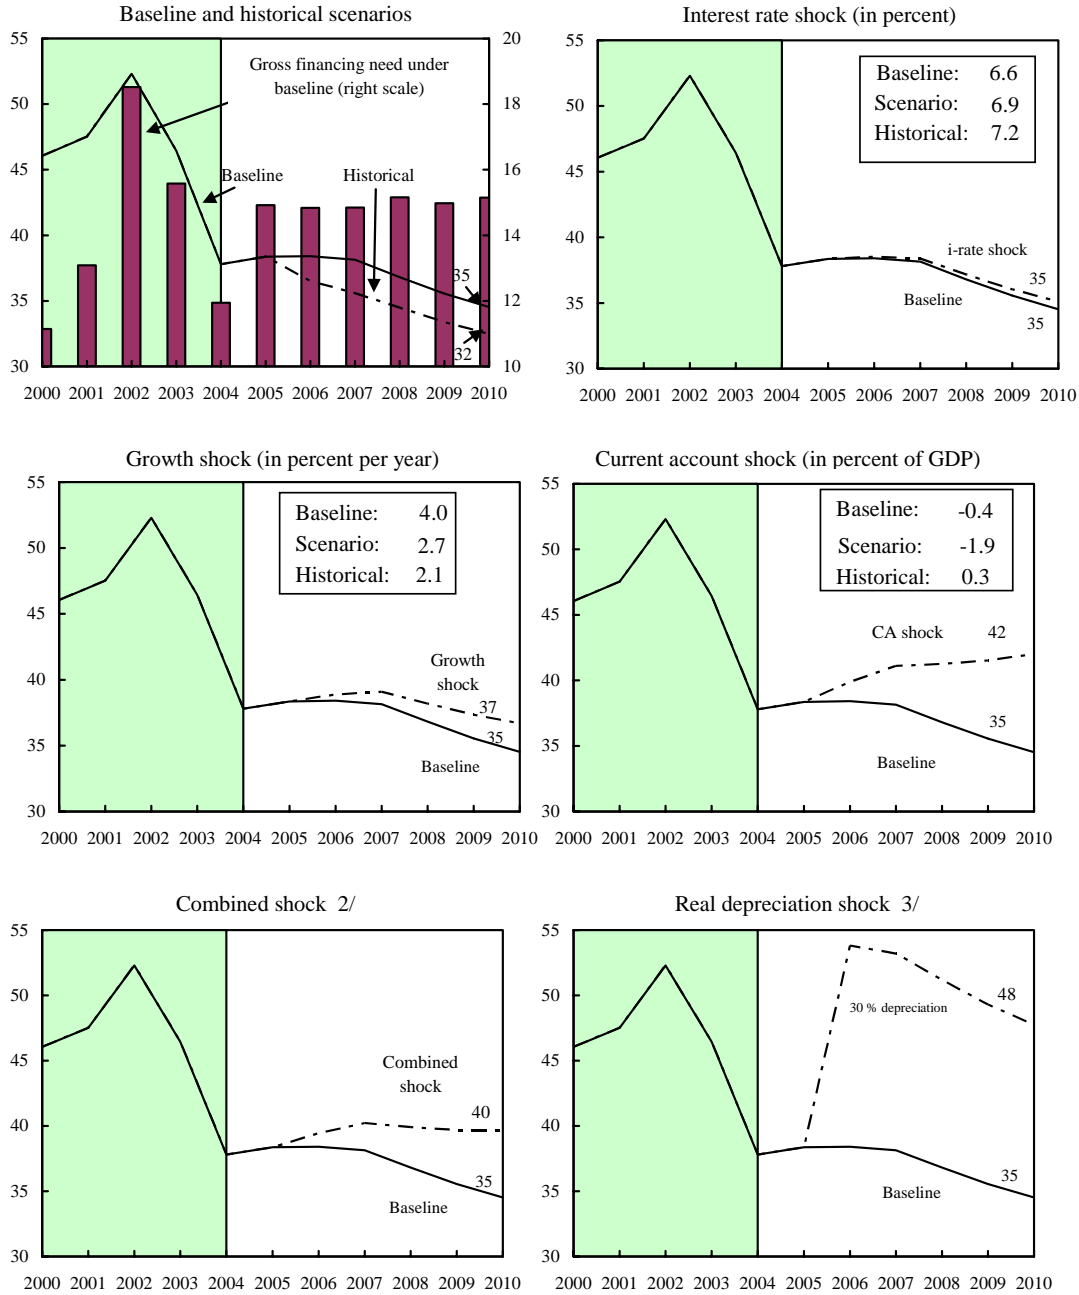 Baseline and historical scenarios
55
50
45
40
35
30
20
18
16
14
12
10
Gross financing need under
baseline (right scale)
Baseline
Historical
35
32
2000 2001 2002 2003 2004 2005 2006 2007 2008 2009 2010
Interest rate shock (in percent)
55
50
45
40
35
30
Baseline: 6.6
Scenario: 6.9
Historical: 7.2
i-rate shock
35
Baseline
35
2000 2001 2002 2003 2004 2005 2006 2007 2008 2009 2010
Growth shock (in percent per year)
55
50
45
40
35
30
Baseline: 4.0
Scenario: 2.7
Historical: 2.1
Growth
shock
37
35
Baseline
2000 2001 2002 2003 2004 2005 2006 2007 2008 2009 2010
Current account shock (in percent of GDP)
55
50
45
40
35
30
Baseline: -0.4
Scenario: -1.9
Historical: 0.3
CA shock
42
35
Baseline
2000 2001 2002 2003 2004 2005 2006 2007 2008 2009 2010
Combined shock 2/
55
50
45
40
35
30
Combined
shock
40
35
Baseline
2000 2001 2002 2003 2004 2005 2006 2007 2008 2009 2010
Real depreciation shock 3/
55
50
45
40
35
30
48
30 % depreciation
35
Baseline
2000 2001 2002 2003 2004 2005 2006 2007 2008 2009 2010